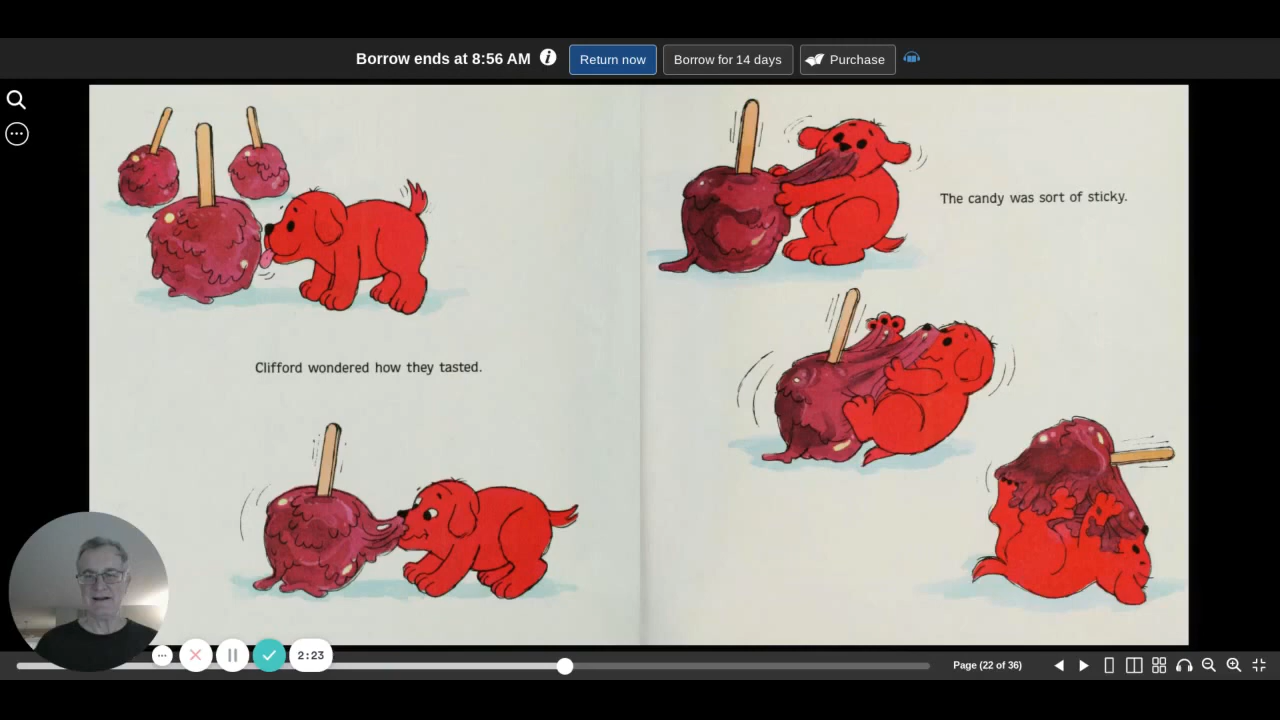 Borrow ends at 8:56 AM
Return now
Borrow for 14 days
Purchase
Clifford wondered how they tasted.
The candy was sort of sticky.
2:23
Page (22 of 36)